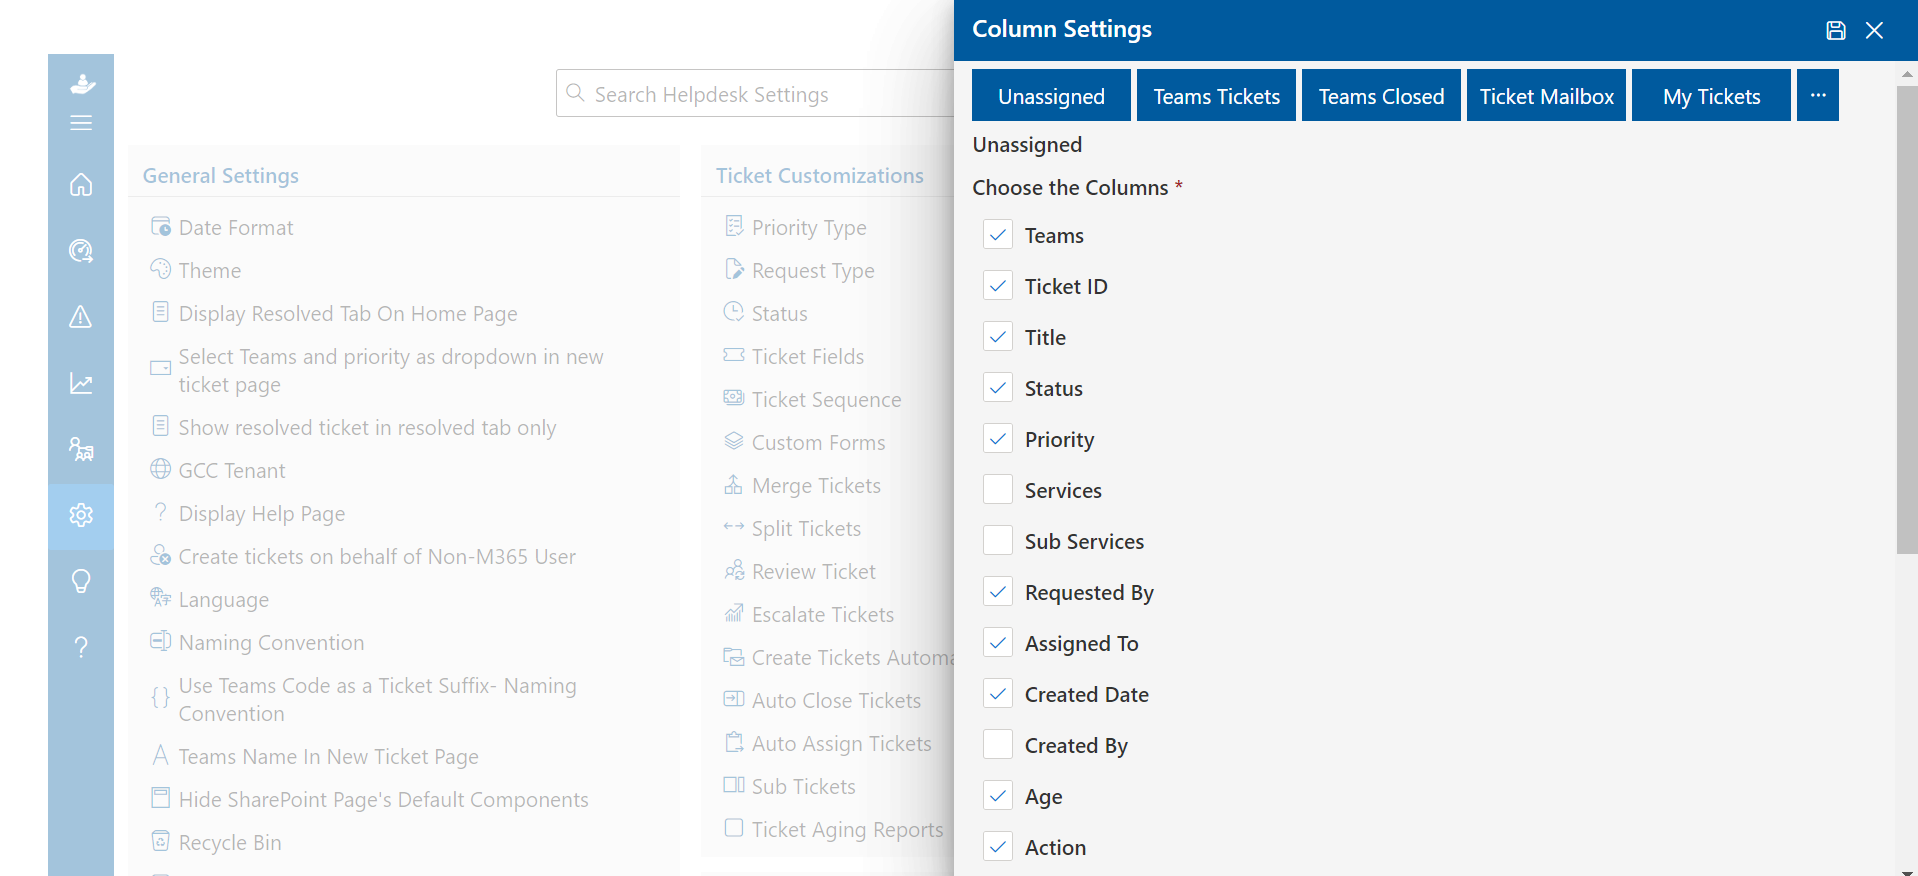 Column Settings
Search Helpdesk Settings
Unassigned
Teams Tickets
Teams Closed
Ticket Mailbox
My Tickets
...
General Settings
Date Format
Theme
Display Resolved Tab On Home Page
Select Teams and priority as dropdown in new
ticket page
Show resolved ticket in resolved tab only
GCC Tenant
Display Help Page
Create tickets on behalf of Non-M365 User
Language
Naming Convention
Use Teams Code as a Ticket Suffix- Naming
Convention
Teams Name In New Ticket Page
Hide SharePoint Page's Default Components
Recycle Bin
Ticket Customizations
Priority Type
Request Type
Status
Ticket Fields
Ticket Sequence
Custom Forms
Merge Tickets
Split Tickets
Review Ticket
Escalate Tickets
Create Tickets Automa
Auto Close Tickets
Auto Assign Tickets
Sub Tickets
Ticket Aging Reports
Unassigned
Choose the Columns *
Teams
Ticket ID
Title
Status
Priority
Services
Sub Services
Requested By
Assigned To
Created Date
Created By
Age
Action